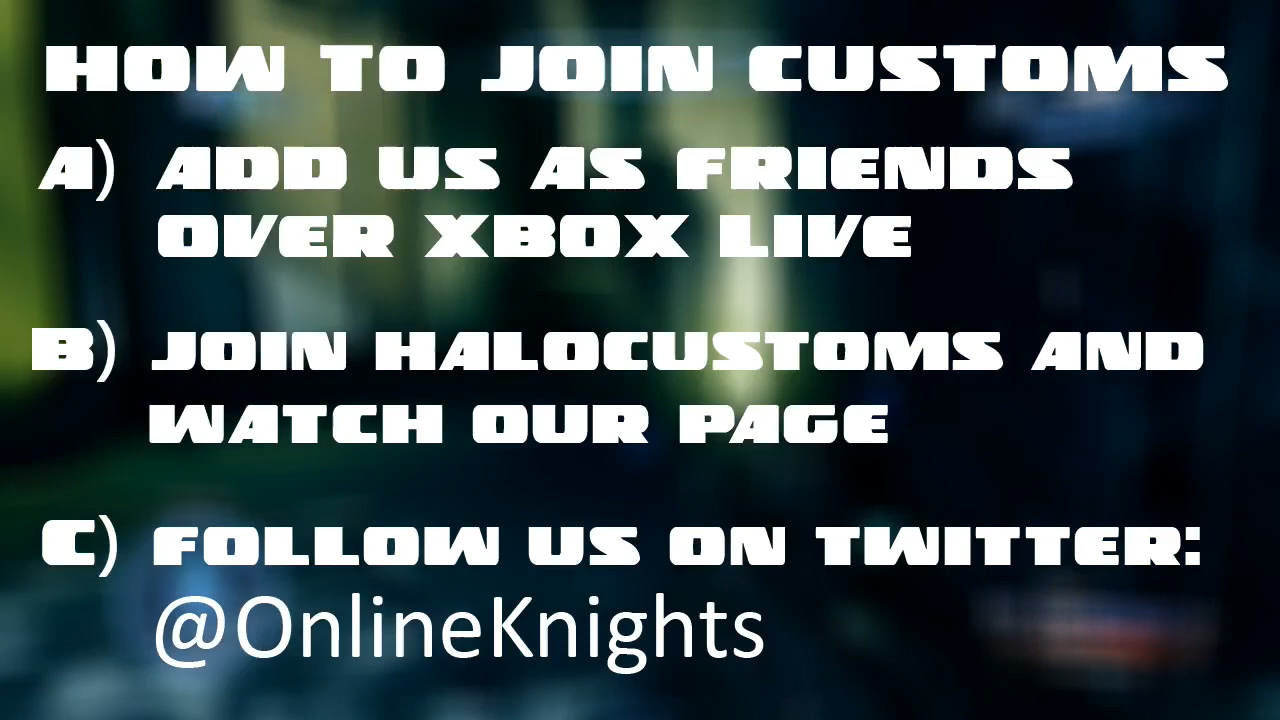 HOW TO JOIN CUSTOMS
A) ADD US AS FRIENDS
OVER XBOX LIVE
B) JOIN HALOCUSTOMS AND
WATCH OUR PAGE
C) FOLLOW US ON TWITTER:
@OnlineKnights